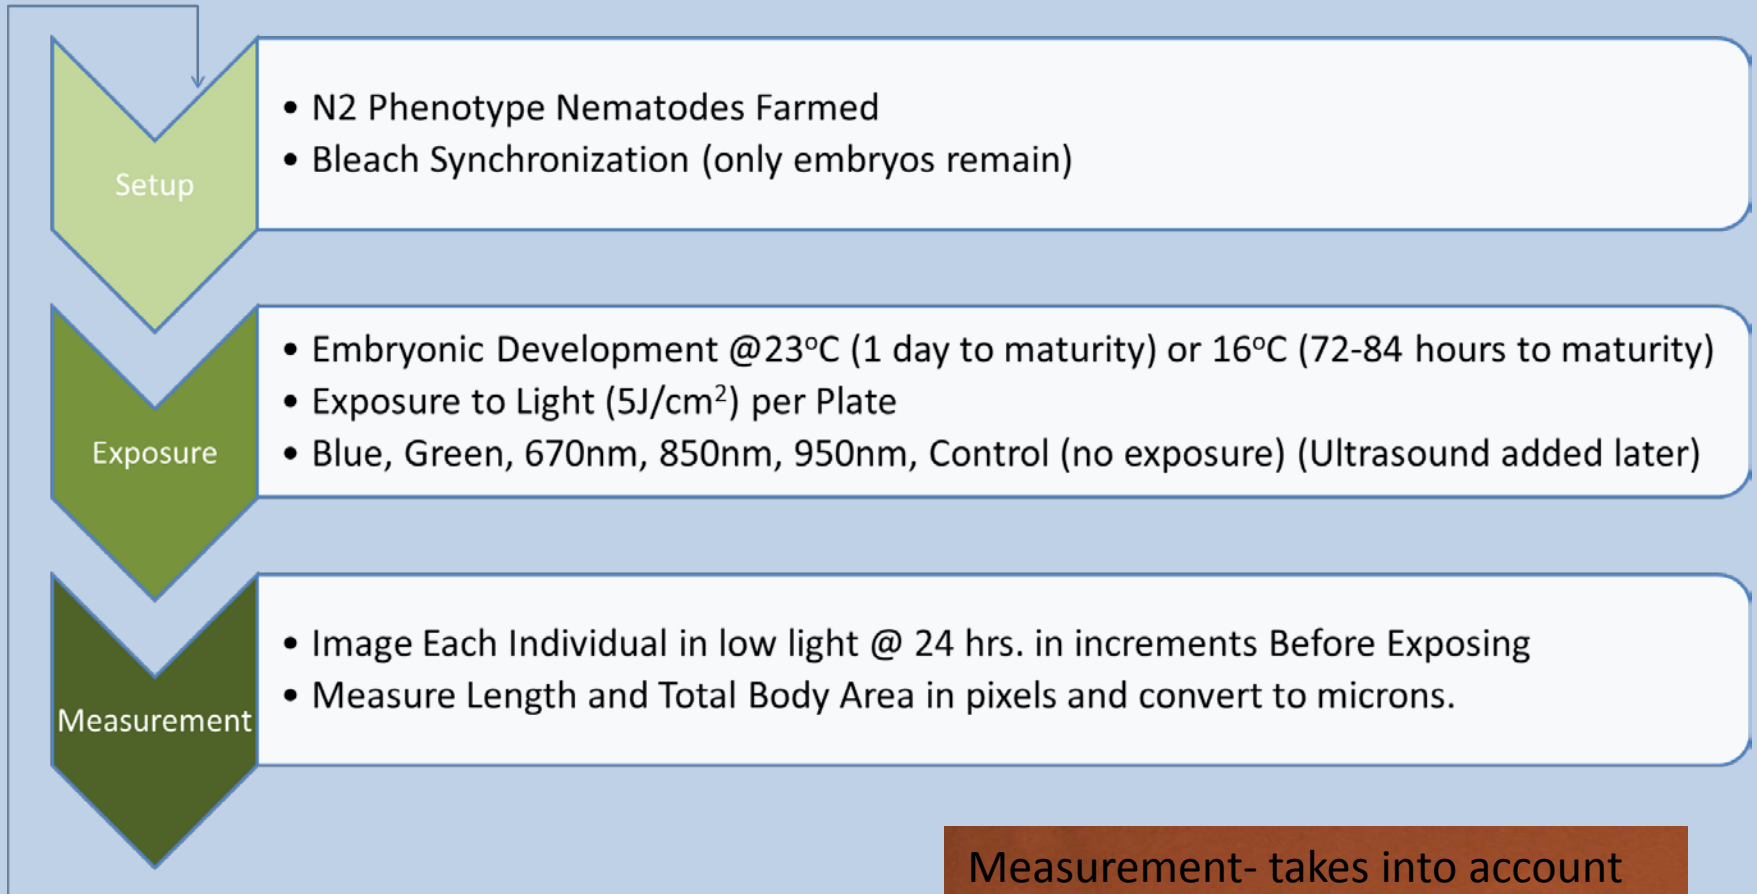 Setup
• N2 Phenotype Nematodes Farmed
• Bleach Synchronization (only embryos remain)
Exposure
• Embryonic Development @23°C (1 day to maturity) or 16°C (72-84 hours to maturity)
• Exposure to Light (5J/cm²) per Plate
• Blue, Green, 670nm, 850nm, 950nm, Control (no exposure) (Ultrasound added later)
Measurement
• Image Each Individual in low light @ 24 hrs. in increments Before Exposing
• Measure Length and Total Body Area in pixels and convert to microns.
Measurement- takes into account